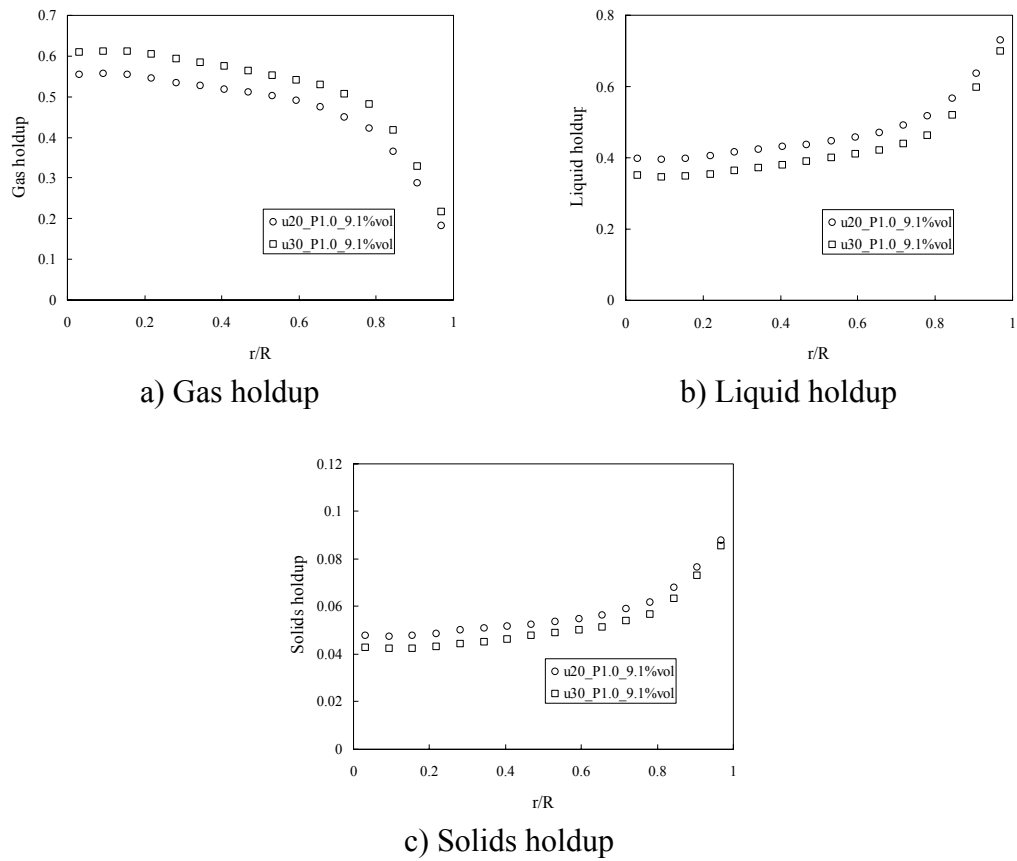 0.7
0.6
0.5
0.4
0.3
0.2
0.1
0
Gas holdup
u20_P1.0_9.1%vol
u30_P1.0_9.1%vol
0 0.2 0.4 0.6 0.8 1
r/R
a) Gas holdup
0.8
0.6
0.4
0.2
0
Liquid holdup
u20_P1.0_9.1%vol
u30_P1.0_9.1%vol
0 0.2 0.4 0.6 0.8 1
r/R
b) Liquid holdup
0.12
0.1
0.08
0.06
0.04
0.02
0
Solids holdup
u20_P1.0_9.1%vol
u30_P1.0_9.1%vol
0 0.2 0.4 0.6 0.8 1
r/R
c) Solids holdup